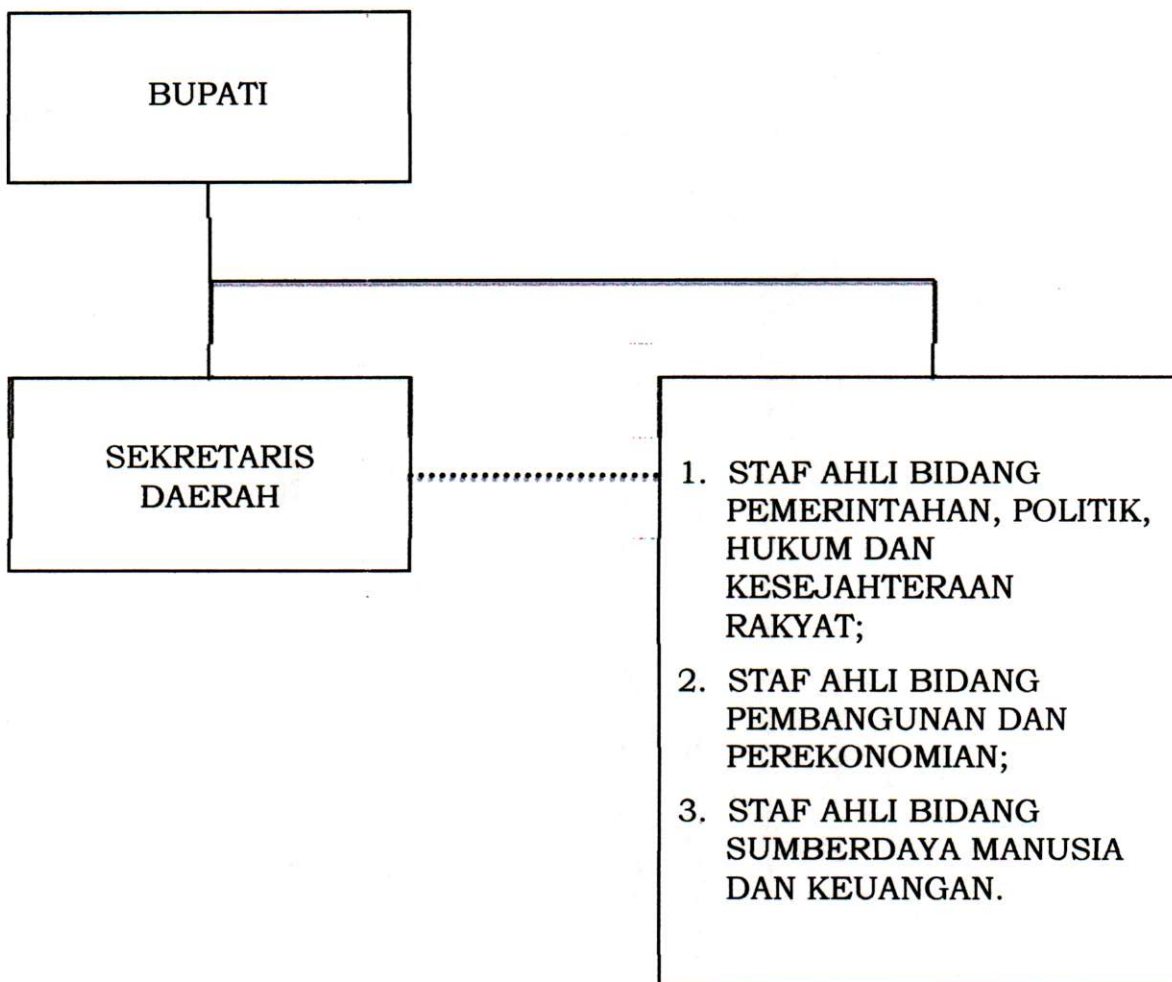 BUPATI
SEKRETARIS
DAERAH
1. STAF AHLI BIDANG
PEMERINTAHAN, POLITIK,
HUKUM DAN
KESEJAHTERAAN
RAKYAT;
2. STAF AHLI BIDANG
PEMBANGUNAN DAN
PEREKONOMIAN;
3. STAF AHLI BIDANG
SUMBERDAYA MANUSIA
DAN KEUANGAN.